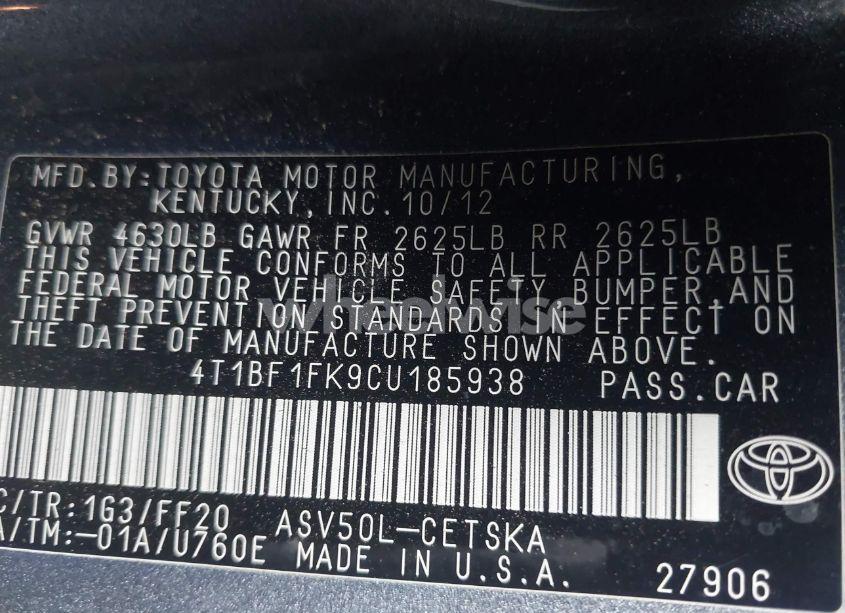 MFD.BY:TOYOTA MOTOR MANUFACTURING,
KENTUCKY, INC. 10/12
GVWR 4630LB GAWR FR 2625LB RR 2625LB
THIS VEHICLE CONFORMS TO ALL APPLICABLE
FEDERAL MOTOR VEHICLE SAFETY, BUMPER, AND
THEFT PREVENTION STANDARDS IN EFFECT ON
THE DATE OF MANUFACTURE SHOWN ABOVE.
wheelwise
4T1BF1FK9CU185938 PASS.CAR
C/TR:1G3/FF20 ASV50L-CETSKA
A/TM:-01A/U760E MADE IN U.S.A. 27906